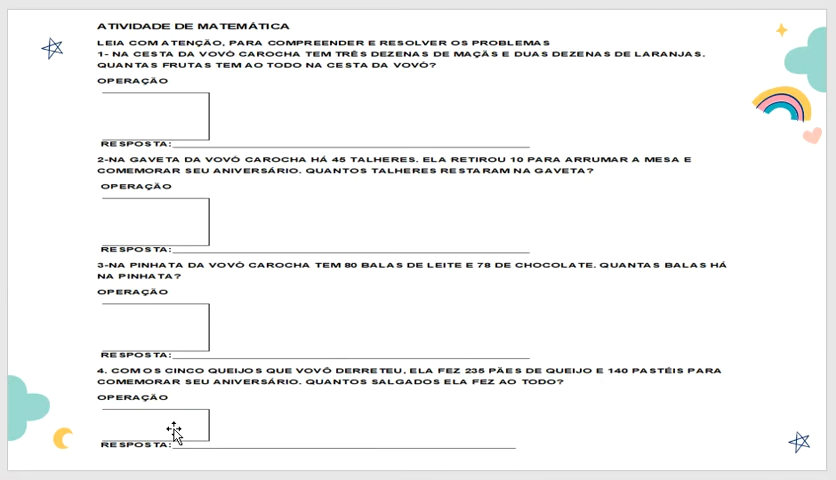 ATIVIDADE DE MATEMÁTICA
LEIA COM ATENÇÃO, PARA COMPREENDER E RESOLVER OS PROBLEMAS
1- NA CESTA DA VOVÓ CAROCHA TEM TRÊS DEZENAS DE MAÇÃS E DUAS DEZENAS DE LARANJAS.
QUANTAS FRUTAS TEM AO TODO NA CESTA DA VOVÓ?
OPERAÇÃO
RESPOSTA:
2-NA GAVETA DA VOVÓ CAROCHA HÁ 45 TALHERES. ELA RETIROU 10 PARA ARRUMAR A MESA E
COMEMORAR SEU ANIVERSÁRIO. QUANTOS TALHERES RESTARAM NA GAVETA?
OPERAÇÃO
RESPOSTA:
3-NA PINHATA DA VOVÓ CAROCHA TEM 80 BALAS DE LEITE E 78 DE CHOCOLATE. QUANTAS BALAS HÁ
NA PINHATA?
OPERAÇÃO
RESPOSTA:
4. COM OS CINCO QUEIJOS QUE VOVÓ DERRETEU, ELA FEZ 235 PÃES DE QUEIJO E 140 PASTÉIS PARA
COMEMORAR SEU ANIVERSÁRIO. QUANTOS SALGADOS ELA FEZ AO TODO?
OPERAÇÃO
RESPOSTA: